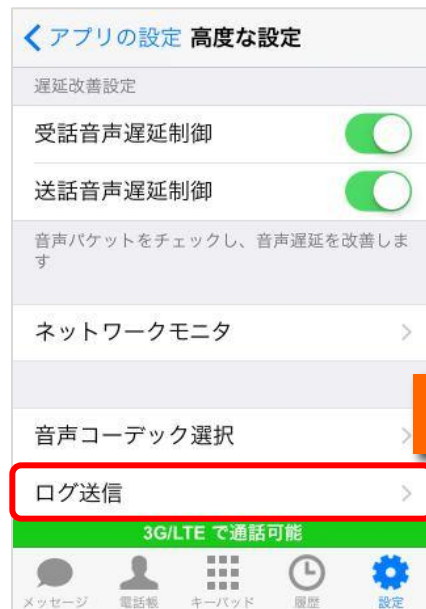 アプリの設定 高度な設定
遅延改善設定
受話音声遅延制御
送話音声遅延制御
音声パケットをチェックし、音声遅延を改善しま
す
ネットワークモニタ
音声コーデック選択
ログ送信
3G/LTE で通話可能
メッセージ 電話帳 キーパッド 履歴 設定